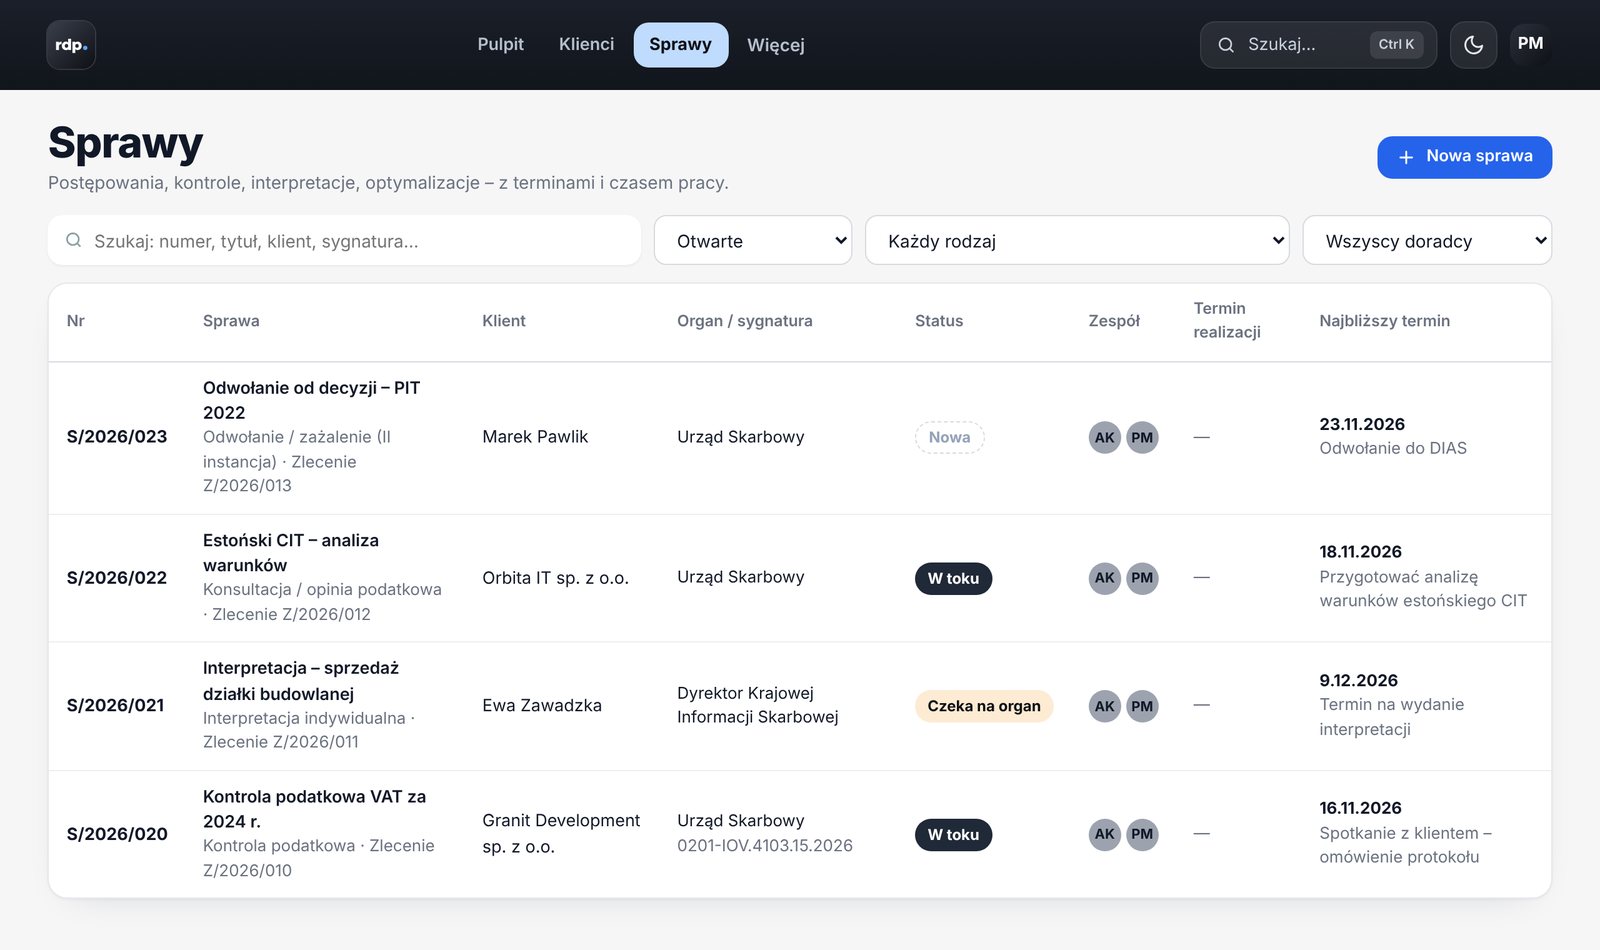 rdp.
Pulpit Klienci Sprawy Więcej Szukaj... Ctrl K PM
Sprawy
Postępowania, kontrole, interpretacje, optymalizacje – z terminami i czasem pracy.
+ Nowa sprawa
Szukaj: numer, tytuł, klient, sygnatura... Otwarte Każdy rodzaj Wszyscy doradcy
Nr Sprawa Klient Organ / sygnatura Status Zespół Termin
realizacji Najbliższy termin
S/2026/023
Odwołanie od decyzji – PIT
2022
Odwołanie / zażalenie (II
instancja) · Zlecenie
Z/2026/013
Marek Pawlik
Urząd Skarbowy
Nowa
AK PM
—
23.11.2026
Odwołanie do DIAS
S/2026/022
Estoński CIT – analiza
warunków
Konsultacja / opinia podatkowa
· Zlecenie Z/2026/012
Orbita IT sp. z o.o.
Urząd Skarbowy
W toku
AK PM
—
18.11.2026
Przygotować analizę
warunków estońskiego CIT
S/2026/021
Interpretacja – sprzedaż
działki budowlanej
Interpretacja indywidualna ·
Zlecenie Z/2026/011
Ewa Zawadzka
Dyrektor Krajowej
Informacji Skarbowej
Czeka na organ
AK PM
—
9.12.2026
Termin na wydanie
interpretacji
S/2026/020
Kontrola podatkowa VAT za
2024 r.
Kontrola podatkowa · Zlecenie
Z/2026/010
Granit Development
sp. z o.o.
Urząd Skarbowy
0201-IOV.4103.15.2026
W toku
AK PM
—
16.11.2026
Spotkanie z klientem –
omówienie protokołu